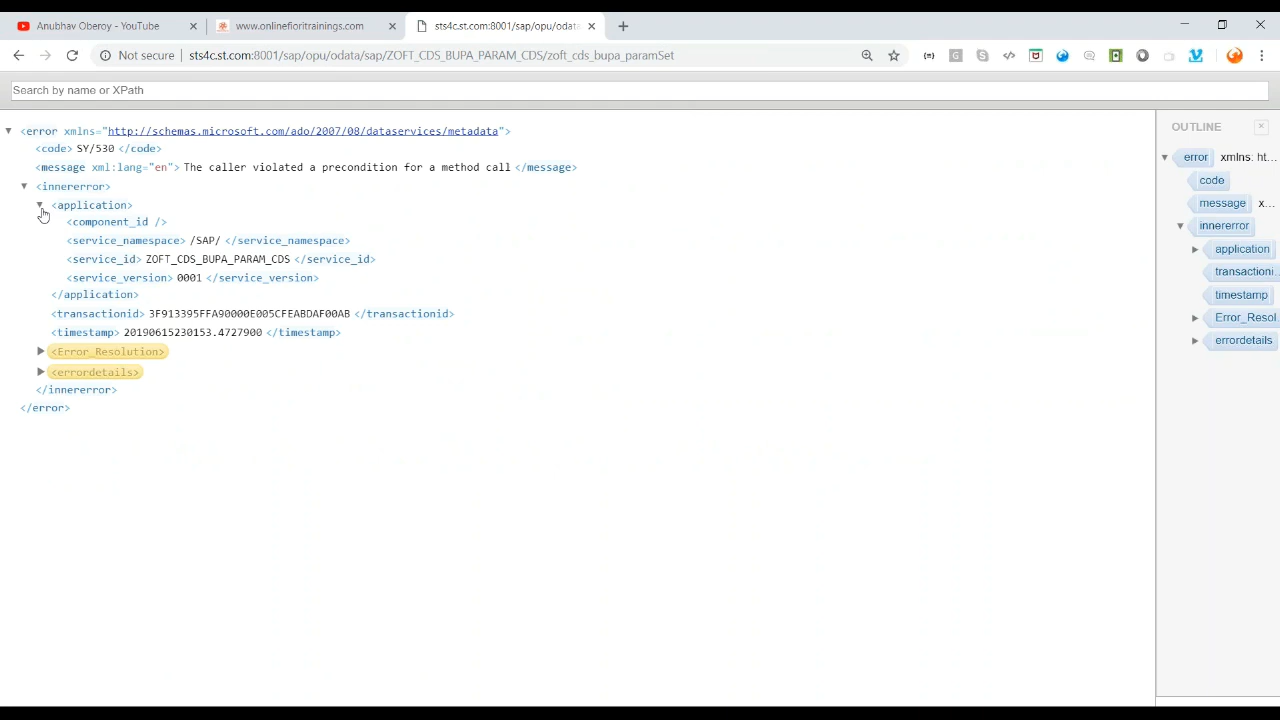 Anubhav Oberoy - YouTube
www.onlinefioritrainings.com
sts4c.st.com:8001/sap/opu/odata
Not secure
sts4c.st.com:8001/sap/opu/odata/sap/ZOFT_CDS_BUPA_PARAM_CDS/zoft_cds_bupa_paramSet
Search by name or XPath
<error xmlns="http://schemas.microsoft.com/ado/2007/08/dataservices/metadata">
<code> SY/530 </code>
<message xml:lang="en"> The caller violated a precondition for a method call </message>
<innererror>
<application>
<component_id />
<service_namespace> /SAP/ </service_namespace>
<service_id> ZOFT_CDS_BUPA_PARAM_CDS </service_id>
<service_version> 0001 </service_version>
</application>
<transactionid> 3F913395FFA90000E005CFEABDAF00AB </transactionid>
<timestamp> 20190615230153.4727900 </timestamp>
<Error_Resolution>
<errordetails>
</innererror>
</error>
OUTLINE
error xmlns: ht...
code
message x...
innererror
application
transactioni
timestamp
Error_Resol
errordetails